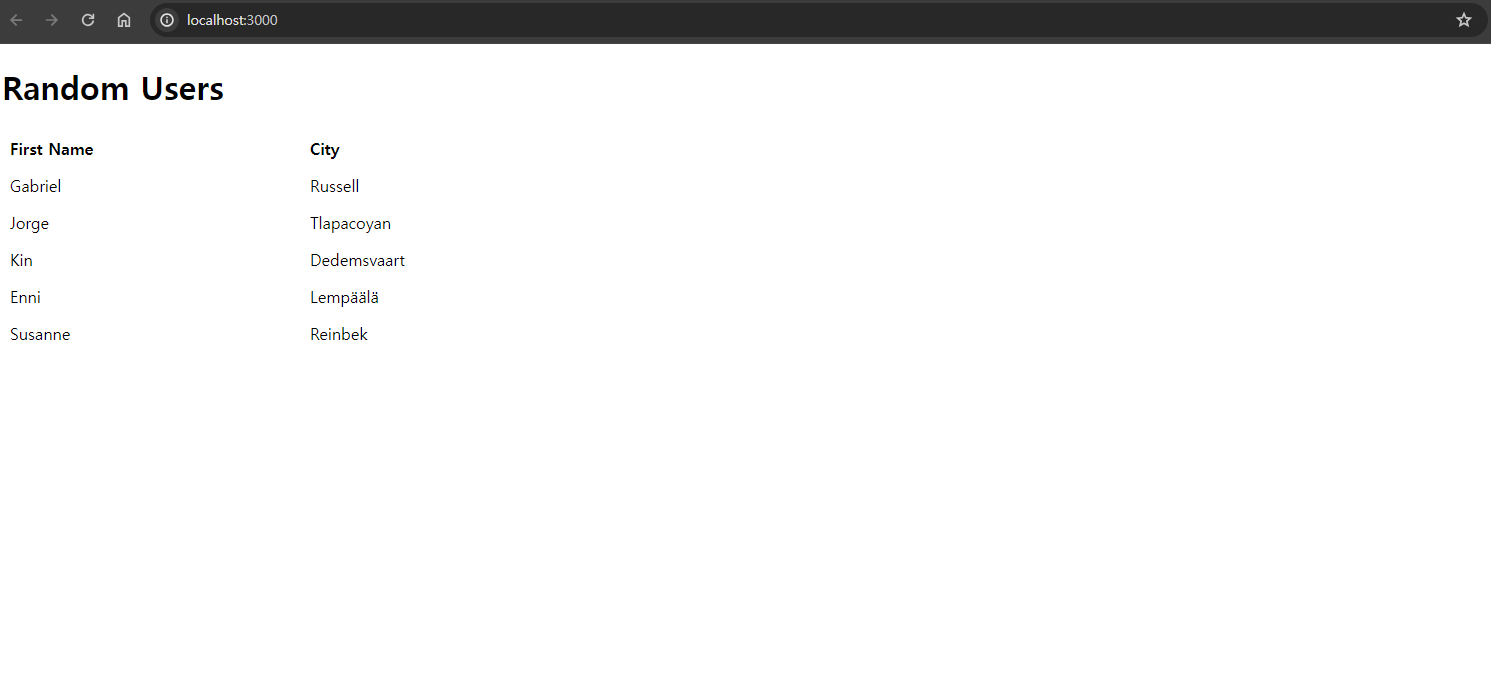 localhost:3000
Random Users
First Name City
Gabriel Russell
Jorge Tlapacoyan
Kin Dedemsvaart
Enni Lempäälä
Susanne Reinbek